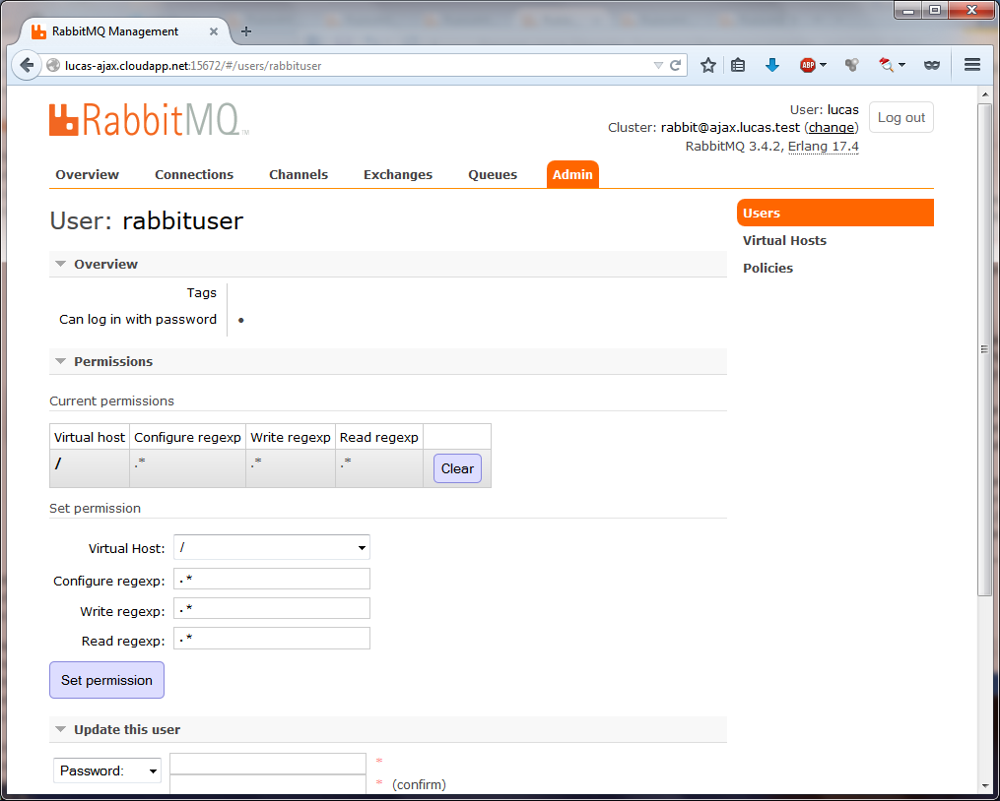 RabbitMQ Management
lucas-ajax.cloudapp.net:15672/#/users/rabbituser
ABP
RabbitMQ TM
User: lucas
Cluster: rabbit@ajax.lucas.test (change)
RabbitMQ 3.4.2, Erlang 17.4
Log out
Overview Connections Channels Exchanges Queues Admin
User: rabbituser
Users
Virtual Hosts
Policies
Overview
Tags
Can log in with password •
Permissions
Current permissions
Virtual host Configure regexp Write regexp Read regexp
/ .* .* .* Clear
Set permission
Virtual Host: /
Configure regexp: .*
Write regexp: .*
Read regexp: .*
Set permission
Update this user
Password: *
* (confirm)